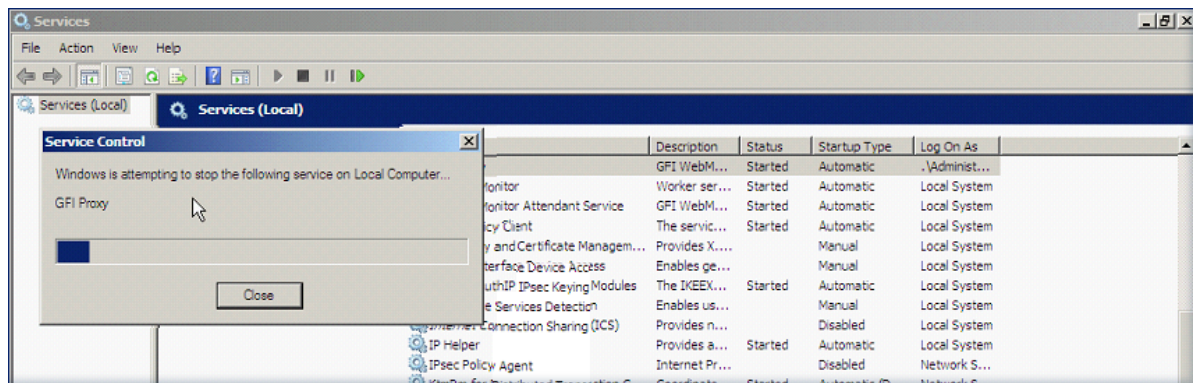 Services
File Action View Help
Services (Local)
Services (Local)
Service Control
Windows is attempting to stop the following service on Local Computer...
GFI Proxy
Close
Description Status Startup Type Log On As
GFI WebM... Started Automatic .\Administ...
Monitor Worker ser... Started Automatic Local System
Monitor Attendant Service GFI WebM... Started Automatic Local System
icy Client The servic... Started Automatic Local System
y and Certificate Managem... Provides X.... Manual Local System
terface Device Access Enables ge... Manual Local System
uthIP IPsec Keying Modules The IKEEX... Started Automatic Local System
e Services Detection Enables us... Manual Local System
Internet Connection Sharing (ICS) Provides n... Disabled Local System
IP Helper Provides a... Started Automatic Local System
IPsec Policy Agent Internet Pr... Disabled Network S...